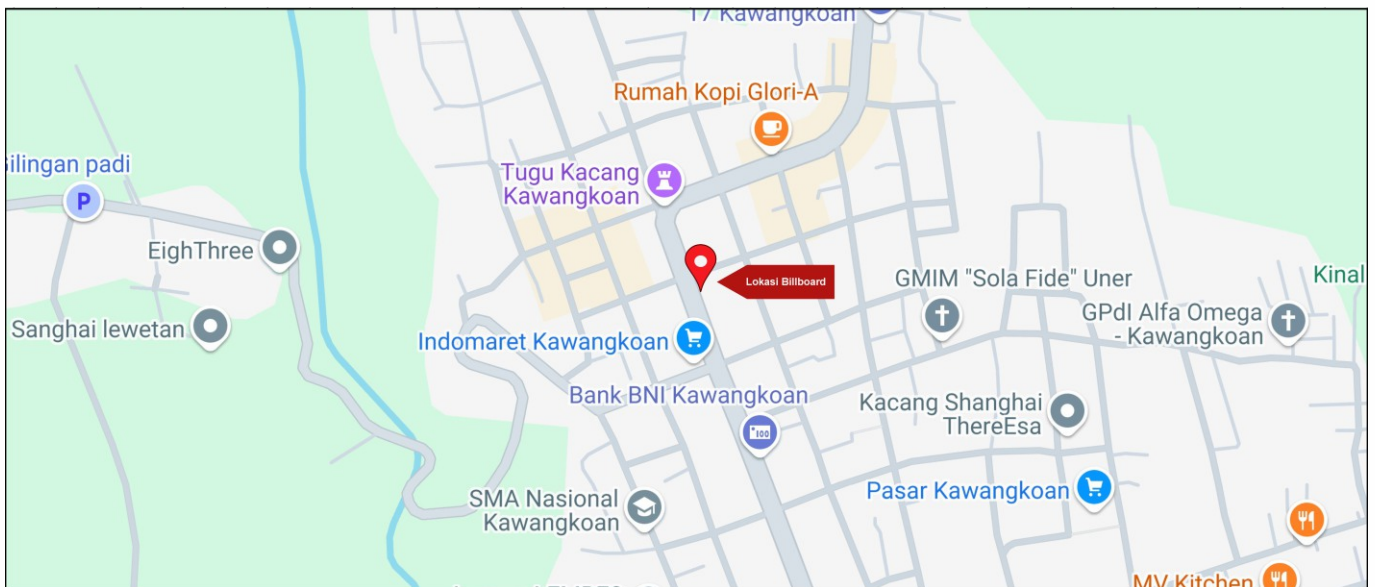 17 Kawangkoan
Rumah Kopi Glori-A
ilingan padi
P
Tugu Kacang
Kawangkoan
EighThree
Lokasi Billboard
GMIM "Sola Fide" Uner
Kinal
GPdI Alfa Omega
- Kawangkoan
Sanghai lewetan
Indomaret Kawangkoan
Bank BNI Kawangkoan
100
Kacang Shanghai
ThereEsa
Pasar Kawangkoan
SMA Nasional
Kawangkoan
MV Kitchen